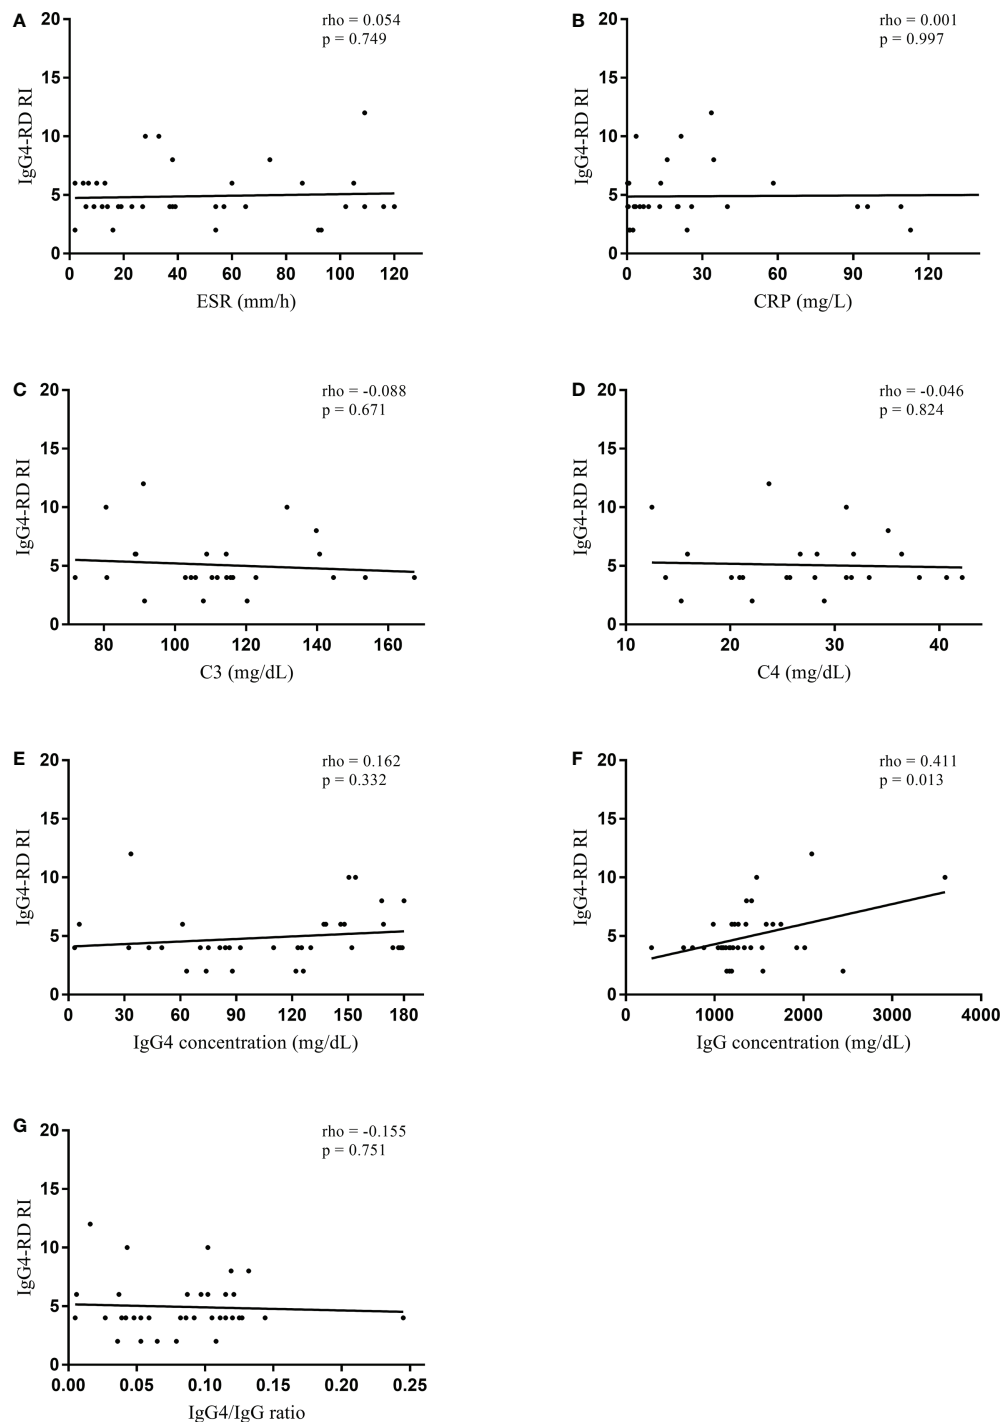 A
rho = 0.054
p = 0.749
20
15
10
5
0
IgG4-RD RI
0 20 40 60 80 100 120
ESR (mm/h)
B
rho = 0.001
p = 0.997
20
15
10
5
0
IgG4-RD RI
0 30 60 90 120
CRP (mg/L)
C
rho = -0.088
p = 0.671
20
15
10
5
0
IgG4-RD RI
80 100 120 140 160
C3 (mg/dL)
D
rho = -0.046
p = 0.824
20
15
10
5
0
IgG4-RD RI
10 20 30 40
C4 (mg/dL)
E
rho = 0.162
p = 0.332
20
15
10
5
0
IgG4-RD RI
0 30 60 90 120 150 180
IgG4 concentration (mg/dL)
F
rho = 0.411
p = 0.013
20
15
10
5
0
IgG4-RD RI
0 1000 2000 3000 4000
IgG concentration (mg/dL)
G
rho = -0.155
p = 0.751
20
15
10
5
0
IgG4-RD RI
0.00 0.05 0.10 0.15 0.20 0.25
IgG4/IgG ratio